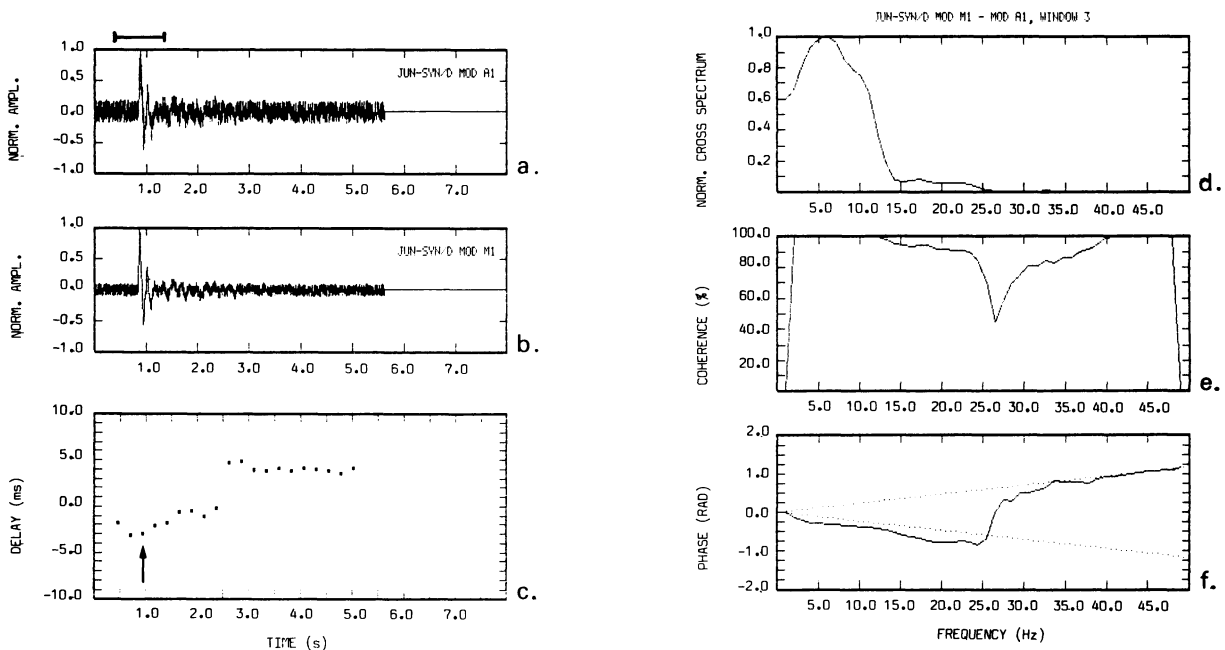 NORM. AMPL.
1.0
0.5
0.0
-0.5
-1.0
JUN-SYN/D MOD A1
a.
1.0 2.0 3.0 4.0 5.0 6.0 7.0
NORM. AMPL.
1.0
0.5
0.0
-0.5
-1.0
JUN-SYN/D MOD M1
b.
1.0 2.0 3.0 4.0 5.0 6.0 7.0
DELAY (ms)
10.0
5.0
0.0
-5.0
-10.0
c.
1.0 2.0 3.0 4.0 5.0 6.0 7.0
TIME (s)
JUN-SYN/D MOD M1 - MOD A1, WINDOW 3
NORM. CROSS SPECTRUM
1.0
0.8
0.6
0.4
0.2
d.
5.0 10.0 15.0 20.0 25.0 30.0 35.0 40.0 45.0
COHERENCE (%)
100.0
80.0
60.0
40.0
20.0
e.
5.0 10.0 15.0 20.0 25.0 30.0 35.0 40.0 45.0
PHASE (RAD)
2.0
1.0
0.0
-1.0
-2.0
f.
5.0 10.0 15.0 20.0 25.0 30.0 35.0 40.0 45.0
FREQUENCY (Hz)